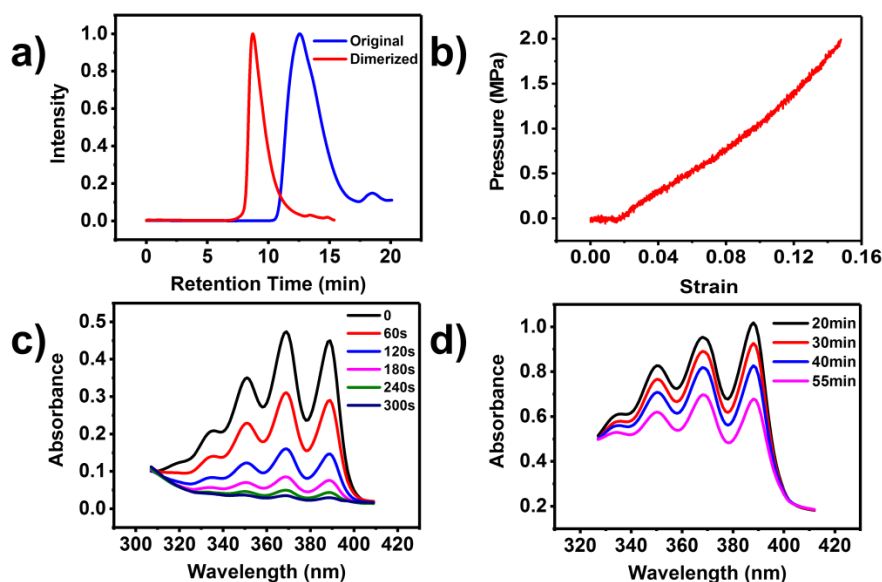 a)
Original
Dimerized
1.0
0.8
0.6
0.4
0.2
0.0
Intensity
0 5 10 15 20
Retention Time (min)
b)
2.0
1.5
1.0
0.5
0.0
Pressure (MPa)
0.00 0.04 0.08 0.12 0.16
Strain
c)
0
60s
120s
180s
240s
300s
0.5
0.4
0.3
0.2
0.1
0.0
Absorbance
300 320 340 360 380 400 420
Wavelength (nm)
d)
20min
30min
40min
55min
1.0
0.8
0.6
0.4
0.2
Absorbance
320 340 360 380 400 420
Wavelength (nm)